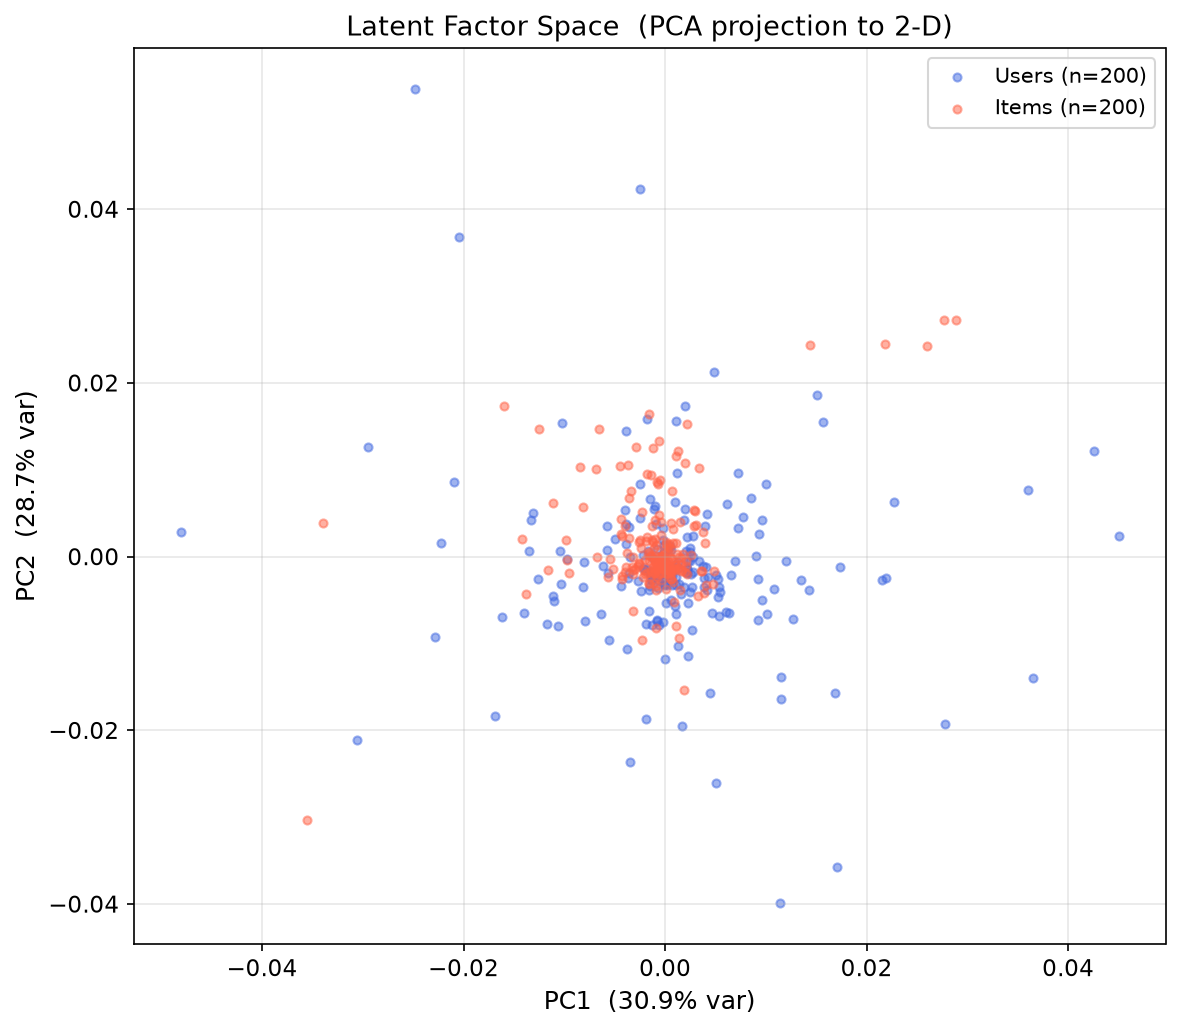 Latent Factor Space  (PCA projection to 2-D)
Users (n=200)
Items (n=200)
PC2  (28.7% var)
0.04
0.02
0.00
−0.02
−0.04
−0.04
−0.02
0.00
0.02
0.04
PC1  (30.9% var)